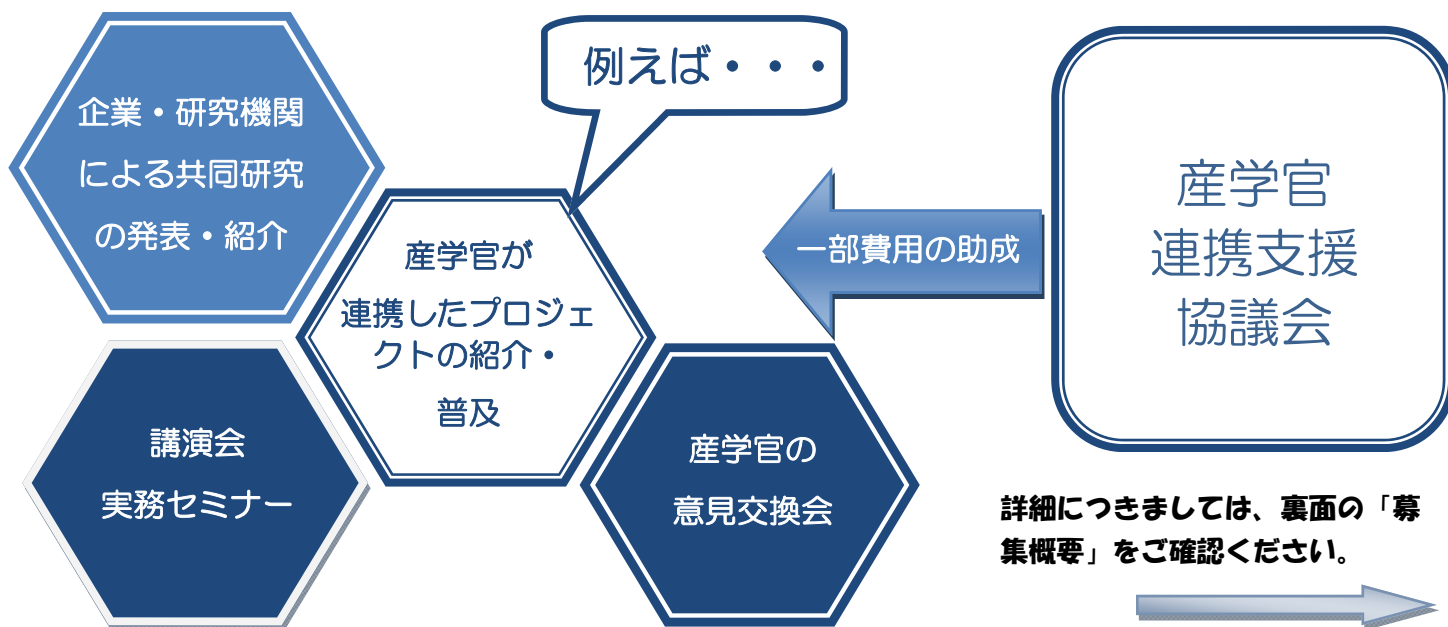 企業・研究機関
による共同研究
の発表・紹介
例えば・・・
産学官が
連携したプロジェ
クトの紹介・
普及
講演会
実務セミナー
産学官の
意見交換会
一部費用の助成
産学官
連携支援
協議会
詳細につきましては、裏面の「募
集概要」をご確認ください。